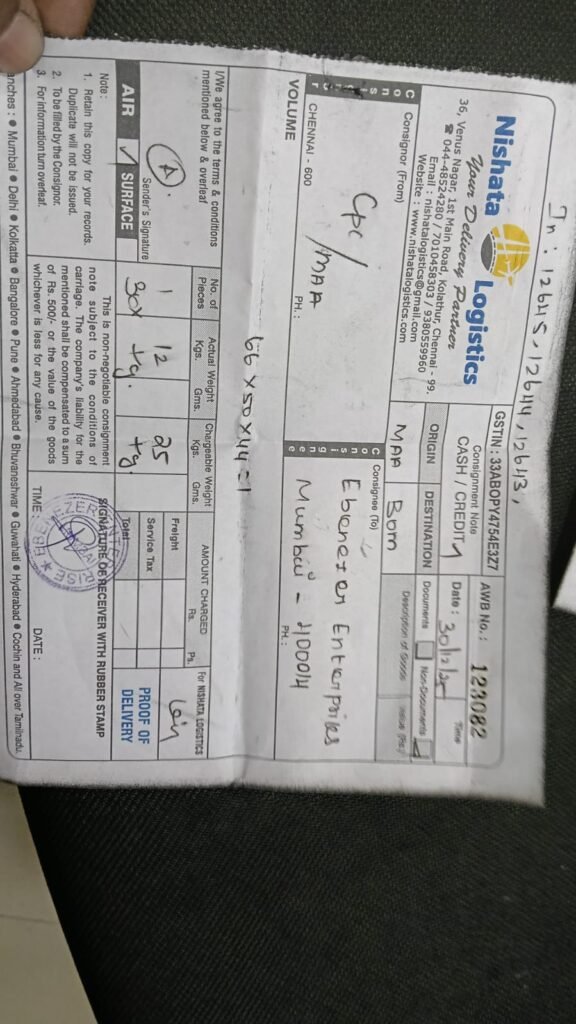 In : 12645, 12644, 12643,
Nishata Logistics
Your Delivery Partner
36, Venus Nagar, 1st Main Road, Kolathur, Chennai - 99.
☎ 044-48524280 / 7010458303 / 9380559960
Email : nishatalogistics@gmail.com
Website : www.nishatalogistics.com
GSTIN : 33ABOPY4754E3Z7
Consignment Note
CASH / CREDIT
AWB No.: 123082
Date : 30/12/25 Time
ORIGIN DESTINATION
MAA BOM
Documents Non-Documents
Description of Goods Value (Rs.)
Consignor
Consignor (From)
Cpc
/MAA
CHENNAI - 600 PH. :
Consignee
Consignee (To)
Ebenezer Enterprises
Mumbai - 400014
PH. :
VOLUME
66 x 50 x 44 = 1
I/We agree to the terms & conditions
mentioned below & overleaf
Sender's Signature
AIR ✓ SURFACE
No. of Pieces Actual Weight Kgs. Gms. Chargeable Weight Kgs. Gms.
1 12 25
kg. kg.
AMOUNT CHARGED
Rs. Ps.
Freight
Service Tax
Total
For NISHATA LOGISTICS
PROOF OF
DELIVERY
Note :
1. Retain this copy for your records.
Duplicate will not be issued.
2. To be filled by the Consignor.
3. For information turn overleaf.
This is non-negotiable consignment
note subject to the conditions of
carriage. The company's liability for the
mentioned shall be compensated to a sum
of Rs. 500/- or the value of the goods
whichever is less for any cause.
SIGNATURE OF RECEIVER WITH RUBBER STAMP
TIME : DATE :
anches : ● Mumbai ● Delhi ● Kolkatta ● Bangalore ● Pune ● Ahmedabad ● Bhuvaneshwar ● Guwahati ● Hyderabad ● Cochin and All over Tamilnadu.